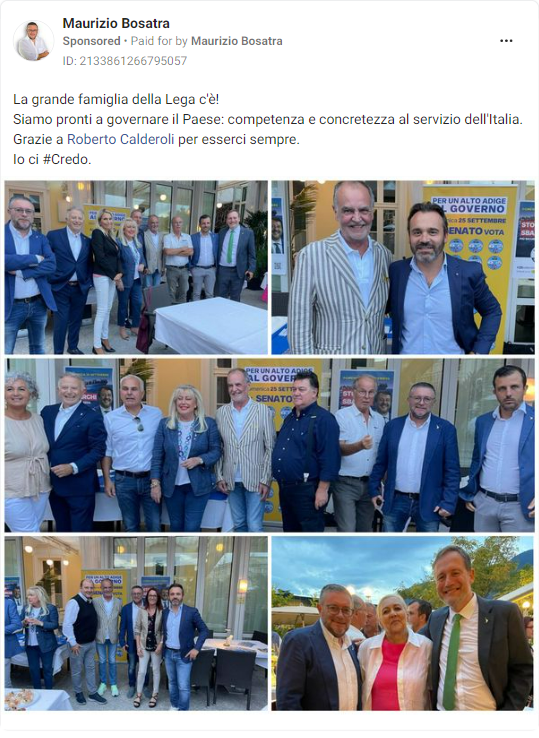 Maurizio Bosatra
Sponsored • Paid for by Maurizio Bosatra
ID: 2133861266795057
La grande famiglia della Lega c'è!
Siamo pronti a governare il Paese: competenza e concretezza al servizio dell'Italia.
Grazie a Roberto Calderoli per esserci sempre.
Io ci #Credo.
PER UN ALTO ADIGE
AL GOVERNO
25 SETTEMBRE
SENATO VOTA
PER UN ALTO ADIGE
AL GOVERNO
SENATO